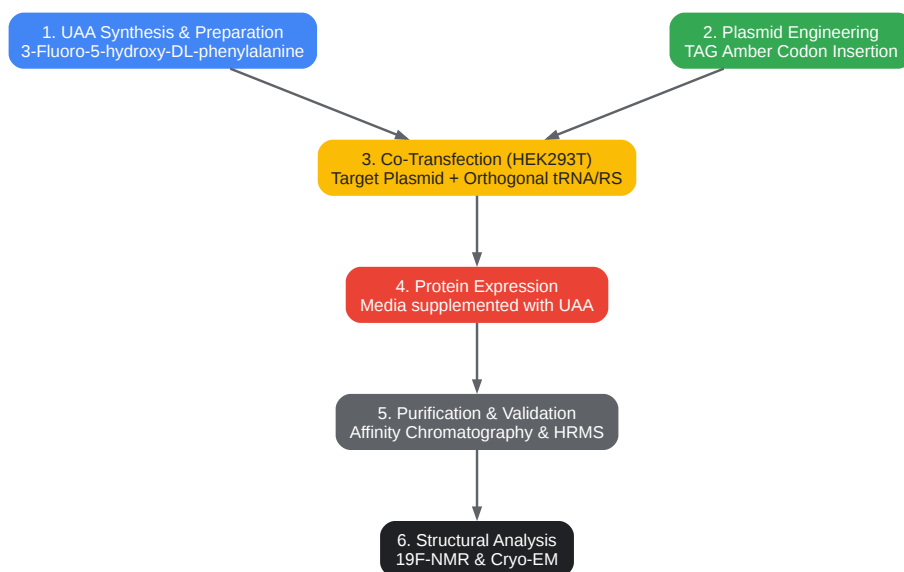 1. UAA Synthesis & Preparation
3-Fluoro-5-hydroxy-DL-phenylalanine
2. Plasmid Engineering
TAG Amber Codon Insertion
3. Co-Transfection (HEK293T)
Target Plasmid + Orthogonal tRNA/RS
4. Protein Expression
Media supplemented with UAA
5. Purification & Validation
Affinity Chromatography & HRMS
6. Structural Analysis
19F-NMR & Cryo-EM